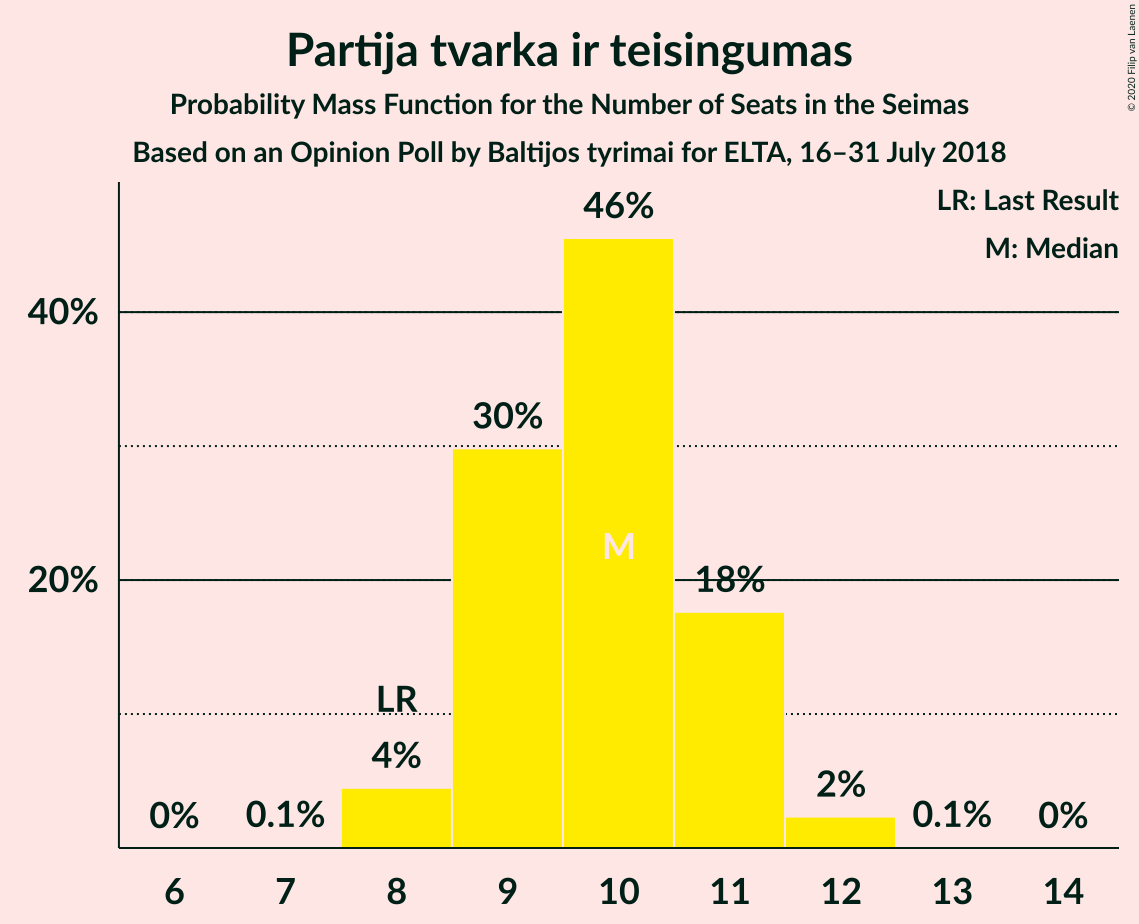 Partija tvarka ir teisingumas
Probability Mass Function for the Number of Seats in the Seimas
Based on an Opinion Poll by Baltijos tyrimai for ELTA, 16–31 July 2018
© 2020 Filip van Laenen
LR: Last Result
M: Median
46%
40%
30%
M
20%
18%
LR
4%
2%
0%
0.1%
0.1%
0%
6 7 8 9 10 11 12 13 14